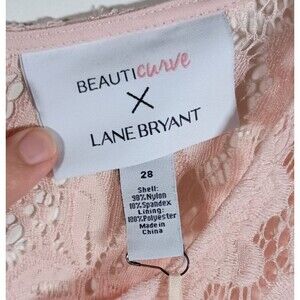 BEAUTIcurve
X
LANE BRYANT
28
Shell:
90%Nylon
10%Spandex
Lining:
100%Polyester
Made in
China